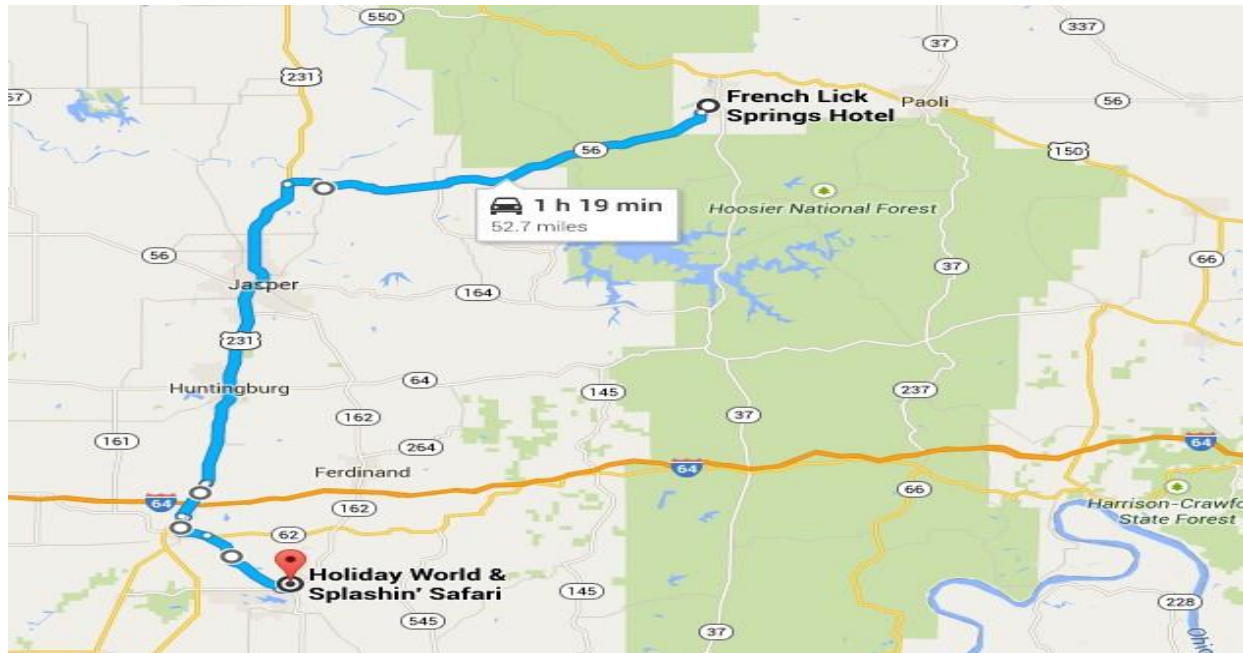 550
337
37
231
57
French Lick
Springs Hotel
Paoli
56
56
150
1 h 19 min
52.7 miles
Hoosier National Forest
66
56
37
Jasper
164
231
Huntingburg
64
145
237
162
37
161
264
Ferdinand
64
64
64
66
162
Harrison-Crawfo
State Forest
62
Holiday World &
Splashin' Safari
145
228
545
37
Ohio